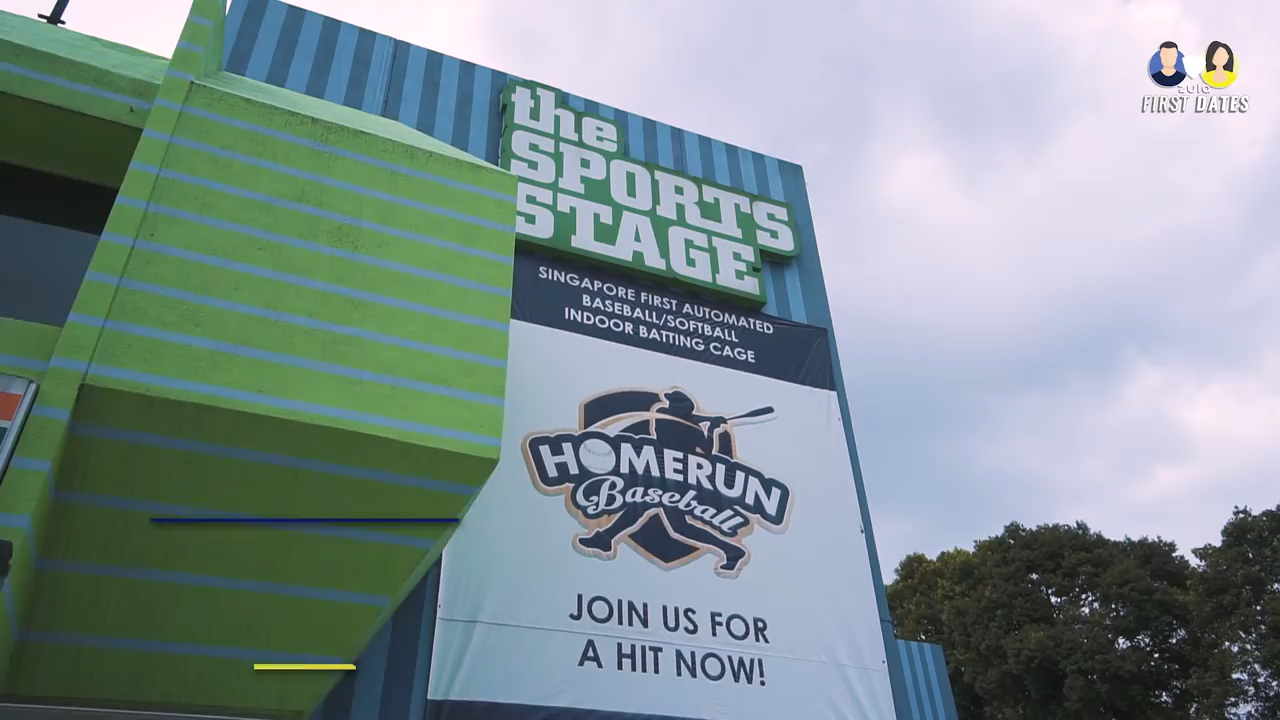 the
SPORTS
STAGE
SINGAPORE FIRST AUTOMATED
BASEBALL/SOFTBALL
INDOOR BATTING CAGE
HOMERUN
Baseball
JOIN US FOR
A HIT NOW!
FIRST DATES